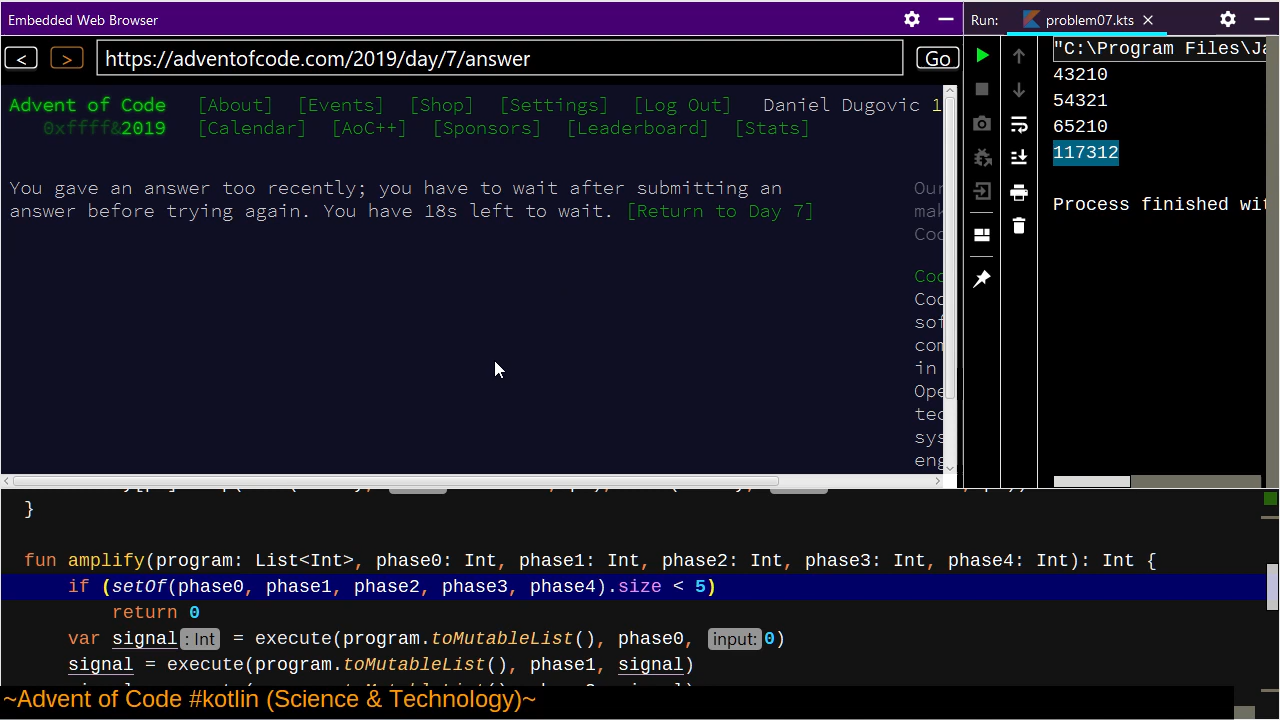 Embedded Web Browser
Run: problem07.kts
< > https://adventofcode.com/2019/day/7/answer Go
Advent of Code [About] [Events] [Shop] [Settings] [Log Out] Daniel Dugovic 1
0xffff&2019 [Calendar] [AoC++] [Sponsors] [Leaderboard] [Stats]
You gave an answer too recently; you have to wait after submitting an
answer before trying again. You have 18s left to wait. [Return to Day 7]
Our
Coo
in
"C:\Program Files\Ja
43210
54321
65210
117312
Process finished wit
}
fun amplify(program: List<Int>, phase0: Int, phase1: Int, phase2: Int, phase3: Int, phase4: Int): Int {
if (setOf(phase0, phase1, phase2, phase3, phase4).size < 5)
return 0
var signal : Int = execute(program.toMutableList(), phase0, input: 0)
signal = execute(program.toMutableList(), phase1, signal)
~Advent of Code #kotlin (Science & Technology)~